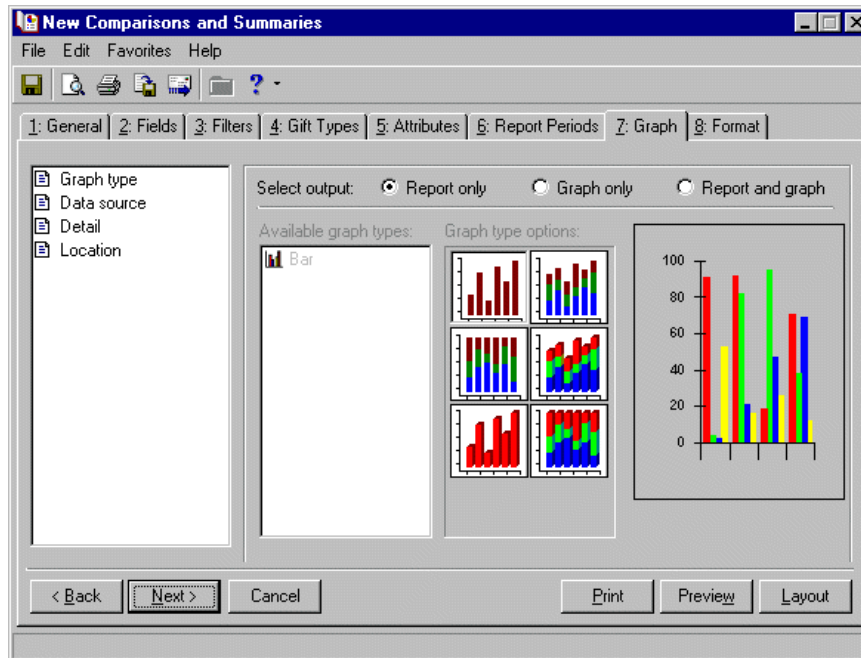 New Comparisons and Summaries
File Edit Favorites Help
1: General 2: Fields 3: Filters 4: Gift Types 5: Attributes 6: Report Periods 7: Graph 8: Format
Graph type
Data source
Detail
Location
Select output: Report only Graph only Report and graph
Available graph types:
Bar
Graph type options:
100
80
60
40
20
0
< Back Next > Cancel Print Preview Layout